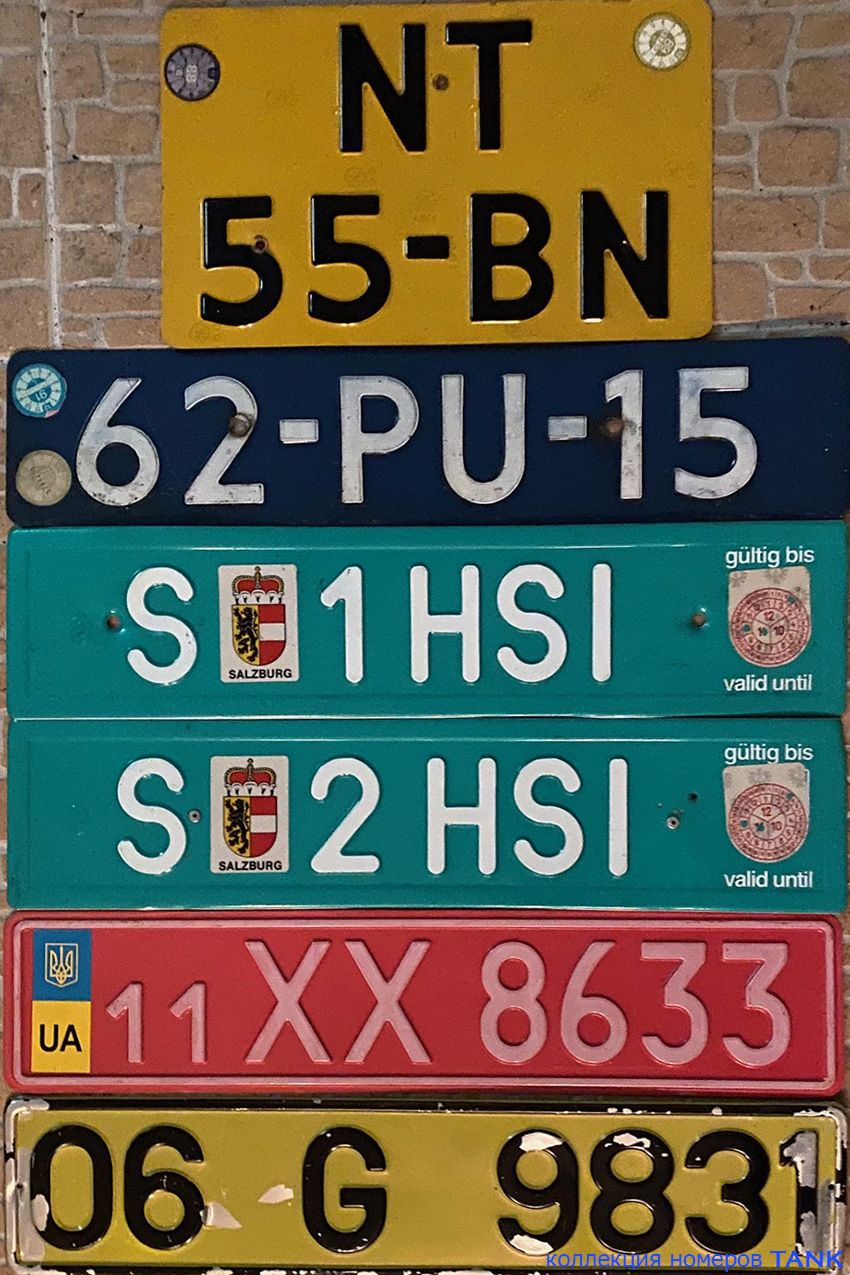 NT
55-BN
62-PU-15
S 1 HSI
SALZBURG
gültig bis
valid until
S 2 HSI
SALZBURG
gültig bis
valid until
UA
11 XX 8633
06 G 9831
коллекция номеров TANK